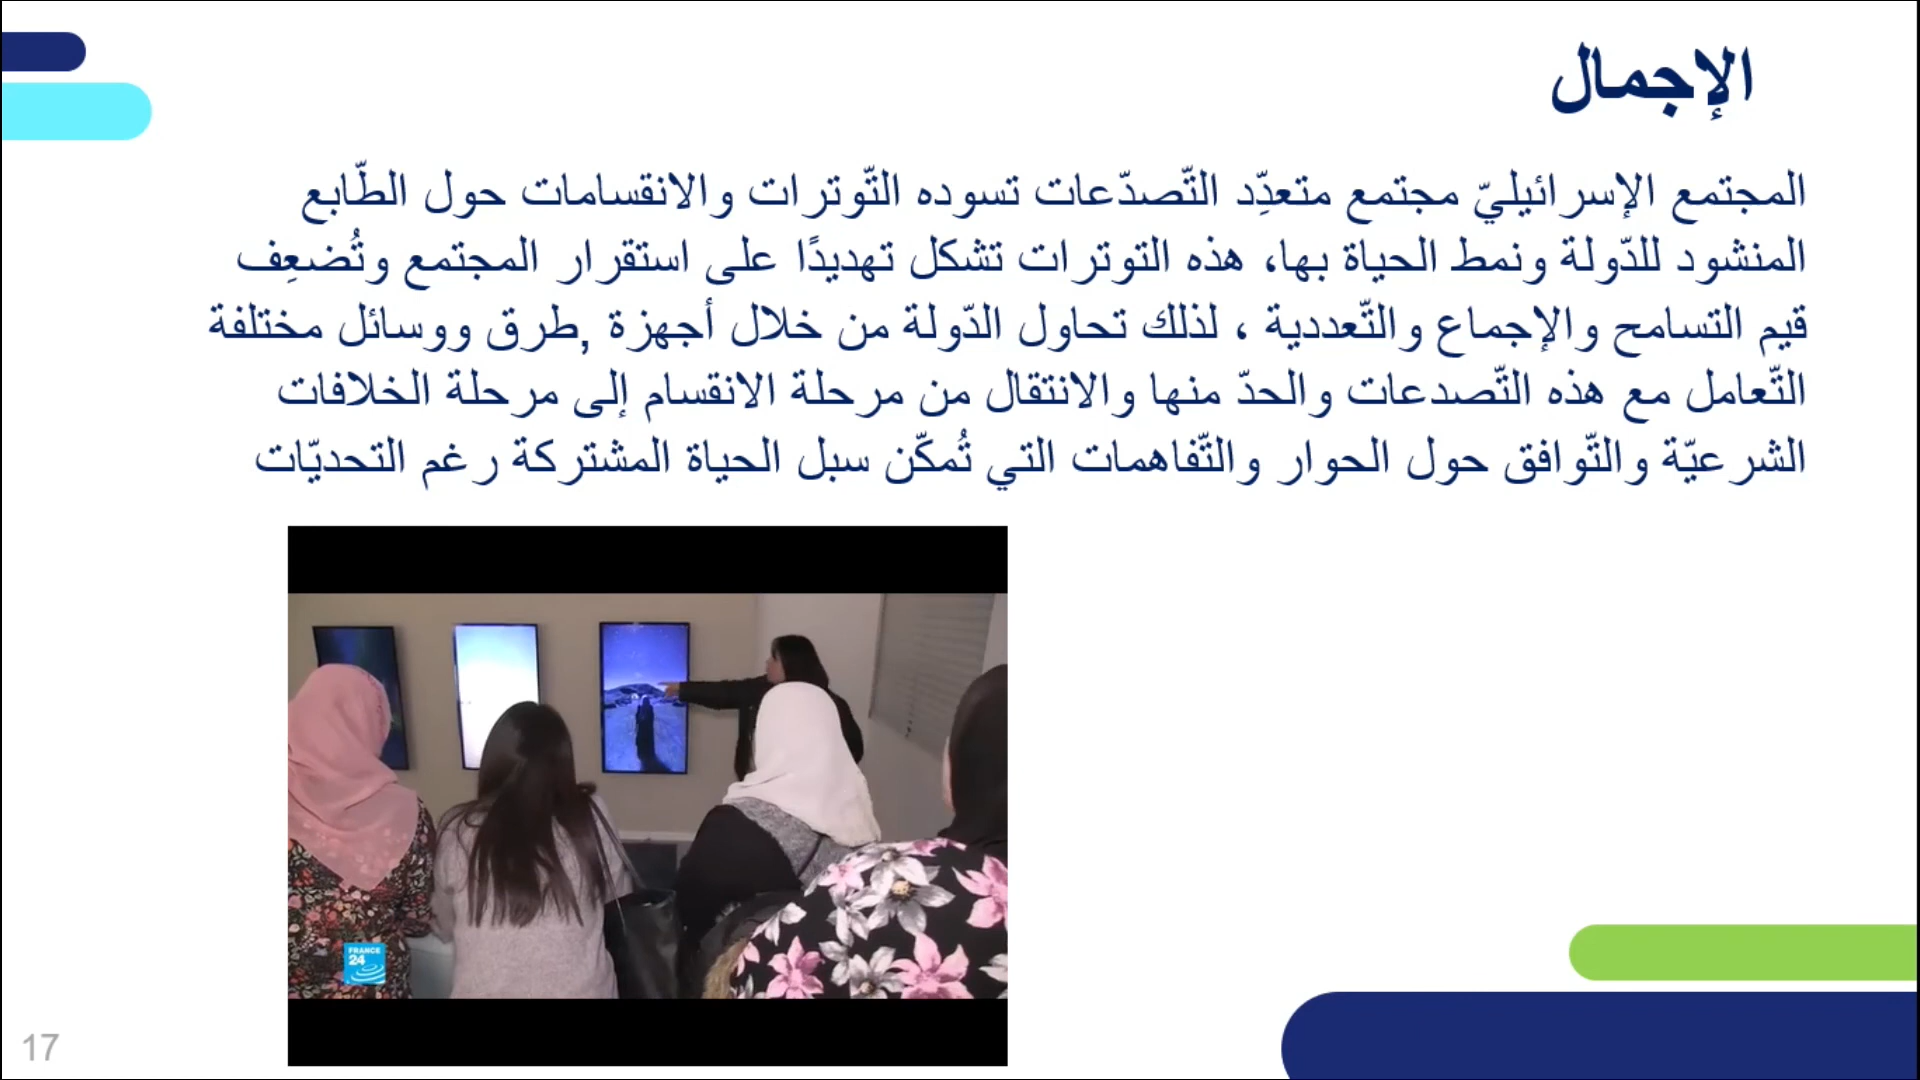 الإجمال
المجتمع الإسرائيليّ مجتمع متعدِّد التّصدّعات تسوده التّوترات والانقسامات حول الطّابع
المنشود للدّولة ونمط الحياة بها، هذه التوترات تشكل تهديدًا على استقرار المجتمع وتُضعِف
قيم التسامح والإجماع والتّعددية ، لذلك تحاول الدّولة من خلال أجهزة ,طرق ووسائل مختلفة
التّعامل مع هذه التّصدعات والحدّ منها والانتقال من مرحلة الانقسام إلى مرحلة الخلافات
الشرعيّة والتّوافق حول الحوار والتّفاهمات التي تُمكّن سبل الحياة المشتركة رغم التحديّات
FRANCE
24
17